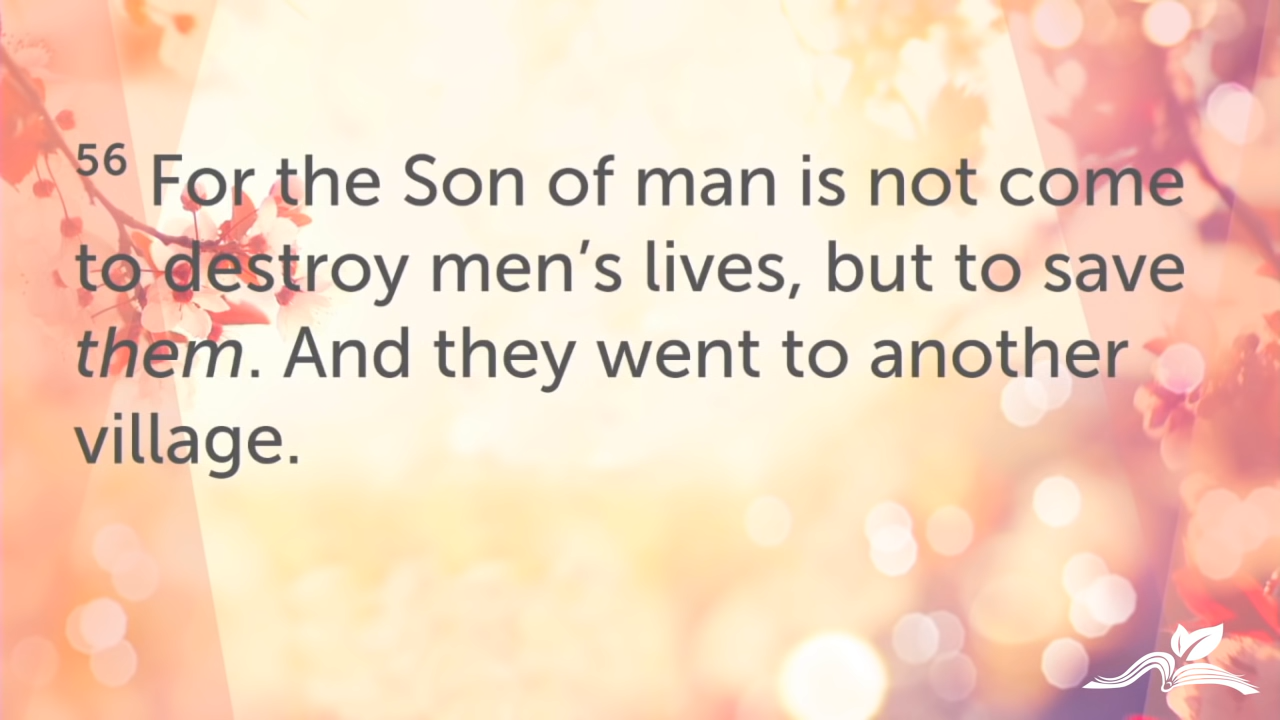 56 For the Son of man is not come
to destroy men’s lives, but to save
them. And they went to another
village.